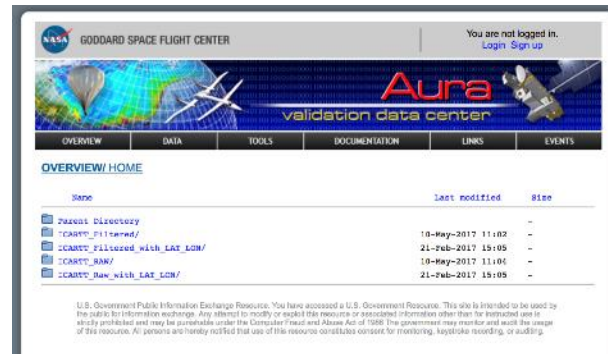 NASA
GODDARD SPACE FLIGHT CENTER
You are not logged in.
Login Sign up
Aura
validation data center
OVERVIEW DATA TOOLS DOCUMENTATION LINKS EVENTS
OVERVIEW/ HOME
Name Last modified Size
Parent Directory -
ICARTT_Filtered/ 10-May-2017 11:02 -
ICARTT_Filtered_with_LAT_LON/ 21-Feb-2017 15:05 -
ICARTT_RAW/ 10-May-2017 11:04 -
ICARTT_Raw_with_LAT_LON/ 21-Feb-2017 15:05 -
U.S. Government Public Information Exchange Resource. You have accessed a U.S. Government Resource. This site is intended to be used by
the public for information exchange. Any attempt to modify or exploit this resource or associated information other than for instructed use is
strictly prohibited and may be punishable under the Computer Fraud and Abuse Act of 1986 The government may monitor and audit the usage
of this resource. All persons are hereby notified that use of this resource constitutes consent for monitoring, keystroke recording, or auditing.